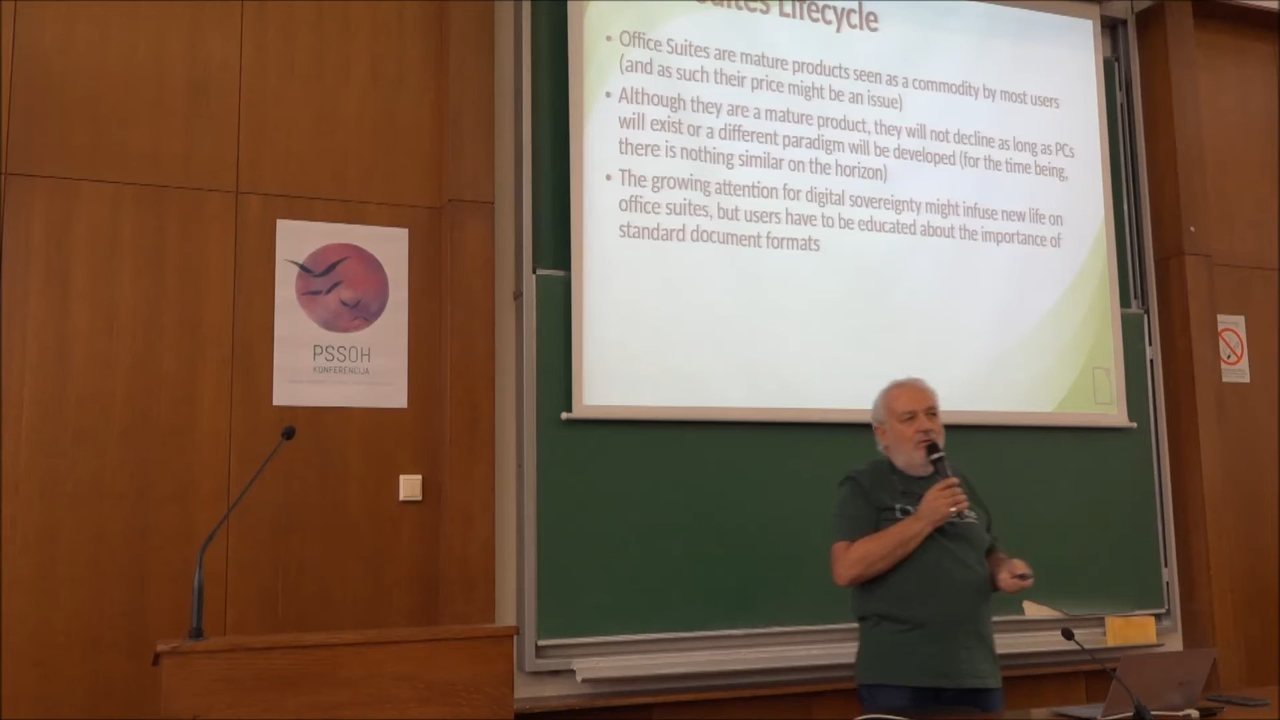 Suites Lifecycle
• Office Suites are mature products seen as a commodity by most users
(and as such their price might be an issue)
• Although they are a mature product, they will not decline as long as PCs
will exist or a different paradigm will be developed (for the time being,
there is nothing similar on the horizon)
• The growing attention for digital sovereignty might infuse new life on
office suites, but users have to be educated about the importance of
standard document formats
PSSOH
KONFERENCIJA